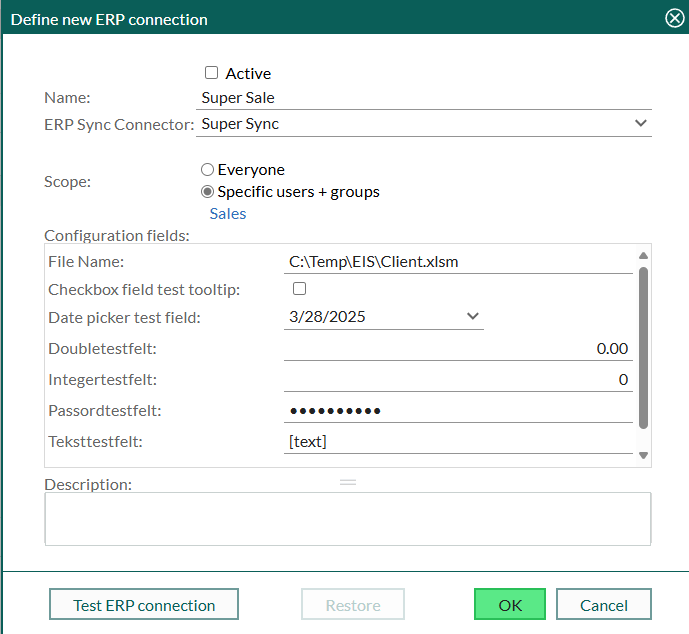 Define new ERP connection
Active
Name: Super Sale
ERP Sync Connector: Super Sync
Everyone
Scope:
Specific users + groups
Sales
Configuration fields:
File Name: C:\Temp\EIS\Client.xlsm
Checkbox field test tooltip:
Date picker test field: 3/28/2025
Doubletestfelt: 0.00
Integertestfelt: 0
Passordtestfelt: ●●●●●●●●●●
Teksttestfelt: [text]
Description:
Test ERP connection Restore OK Cancel